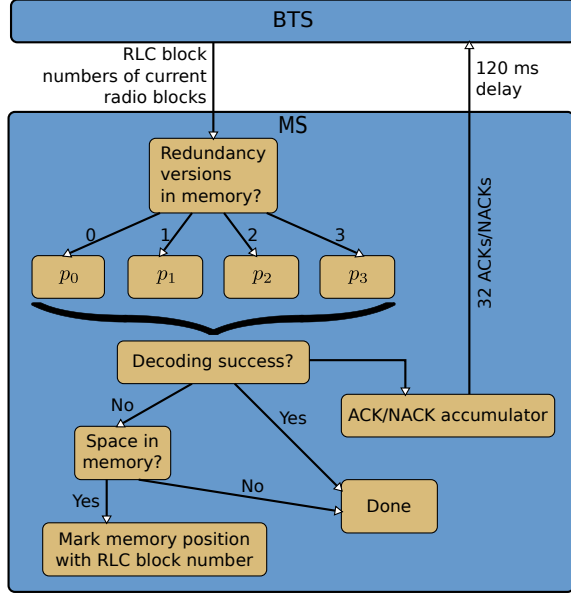 BTS
RLC block
numbers of current
radio blocks
120 ms
delay
MS
Redundancy
versions
in memory?
0
1
2
3
p₀
p₁
p₂
p₃
32 ACKs/NACKs
Decoding success?
No
Yes
ACK/NACK accumulator
Space in
memory?
Yes
No
Done
Mark memory position
with RLC block number